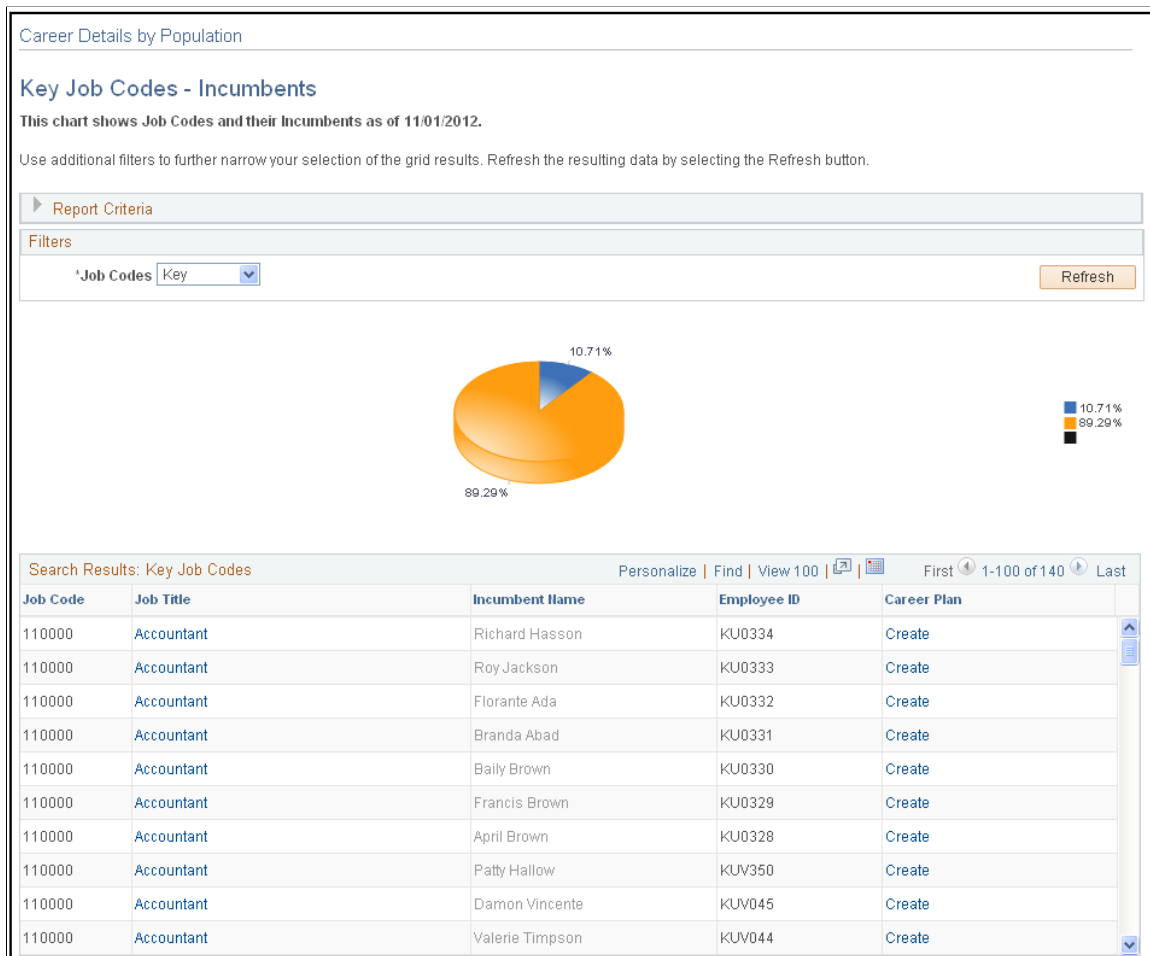 Career Details by Population
Key Job Codes - Incumbents
This chart shows Job Codes and their Incumbents as of 11/01/2012.
Use additional filters to further narrow your selection of the grid results. Refresh the resulting data by selecting the Refresh button.
Report Criteria
Filters
*Job Codes Key Refresh
10.71%
10.71%
89.29%
89.29%
Search Results: Key Job Codes Personalize | Find | View 100 | | First 1-100 of 140 Last
Job Code Job Title Incumbent Name Employee ID Career Plan
110000 Accountant Richard Hasson KU0334 Create
110000 Accountant Roy Jackson KU0333 Create
110000 Accountant Florante Ada KU0332 Create
110000 Accountant Branda Abad KU0331 Create
110000 Accountant Baily Brown KU0330 Create
110000 Accountant Francis Brown KU0329 Create
110000 Accountant April Brown KU0328 Create
110000 Accountant Patty Hallow KUV350 Create
110000 Accountant Damon Vincente KUV045 Create
110000 Accountant Valerie Timpson KUV044 Create